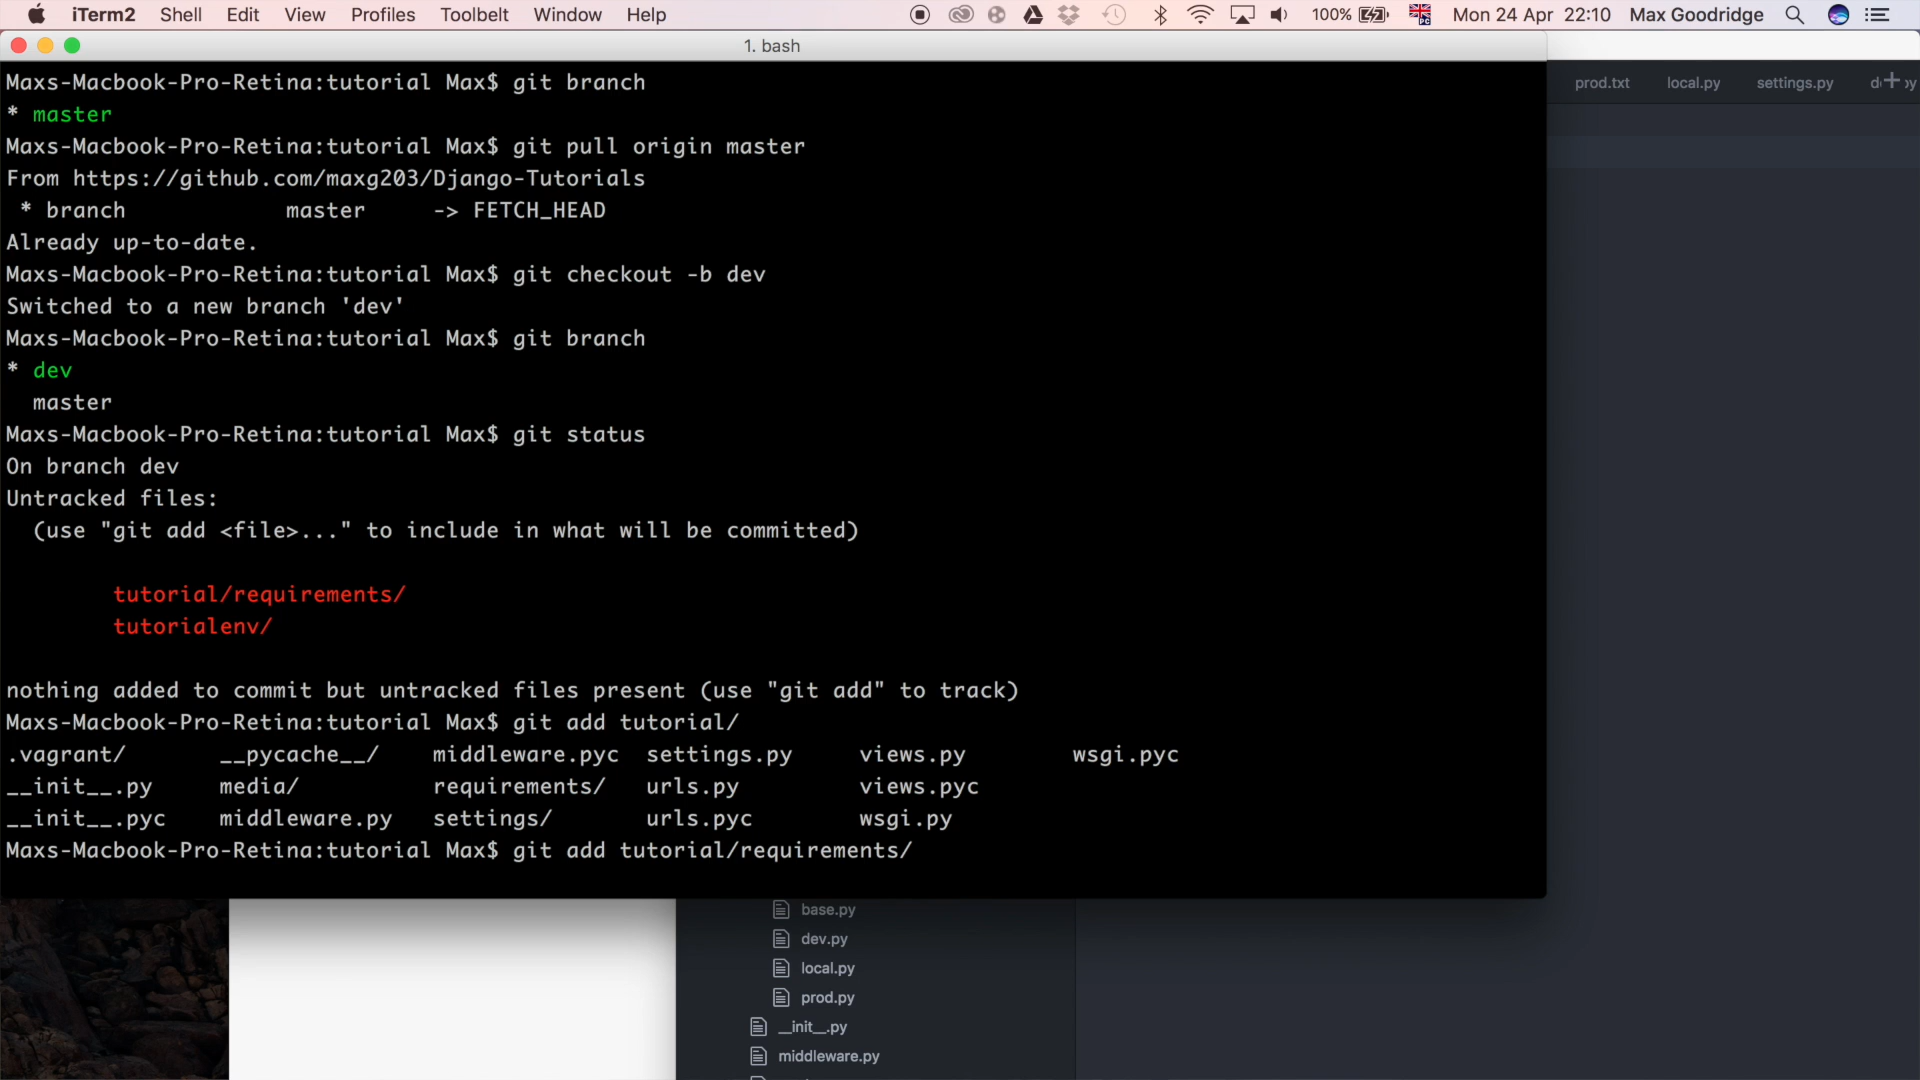 iTerm2 Shell Edit View Profiles Toolbelt Window Help 100% Mon 24 Apr 22:10 Max Goodridge
1. bash
Maxs-Macbook-Pro-Retina:tutorial Max$ git branch
* master
Maxs-Macbook-Pro-Retina:tutorial Max$ git pull origin master
From https://github.com/maxg203/Django-Tutorials
 * branch            master     -> FETCH_HEAD
Already up-to-date.
Maxs-Macbook-Pro-Retina:tutorial Max$ git checkout -b dev
Switched to a new branch 'dev'
Maxs-Macbook-Pro-Retina:tutorial Max$ git branch
* dev
  master
Maxs-Macbook-Pro-Retina:tutorial Max$ git status
On branch dev
Untracked files:
  (use "git add <file>..." to include in what will be committed)
        tutorial/requirements/
        tutorialenv/
nothing added to commit but untracked files present (use "git add" to track)
Maxs-Macbook-Pro-Retina:tutorial Max$ git add tutorial/
.vagrant/       __pycache__/    middleware.pyc  settings.py     views.py        wsgi.pyc
__init__.py     media/          requirements/   urls.py         views.pyc
__init__.pyc    middleware.py   settings/       urls.pyc        wsgi.py
Maxs-Macbook-Pro-Retina:tutorial Max$ git add tutorial/requirements/
prod.txt local.py settings.py
base.py
dev.py
local.py
prod.py
__init__.py
middleware.py